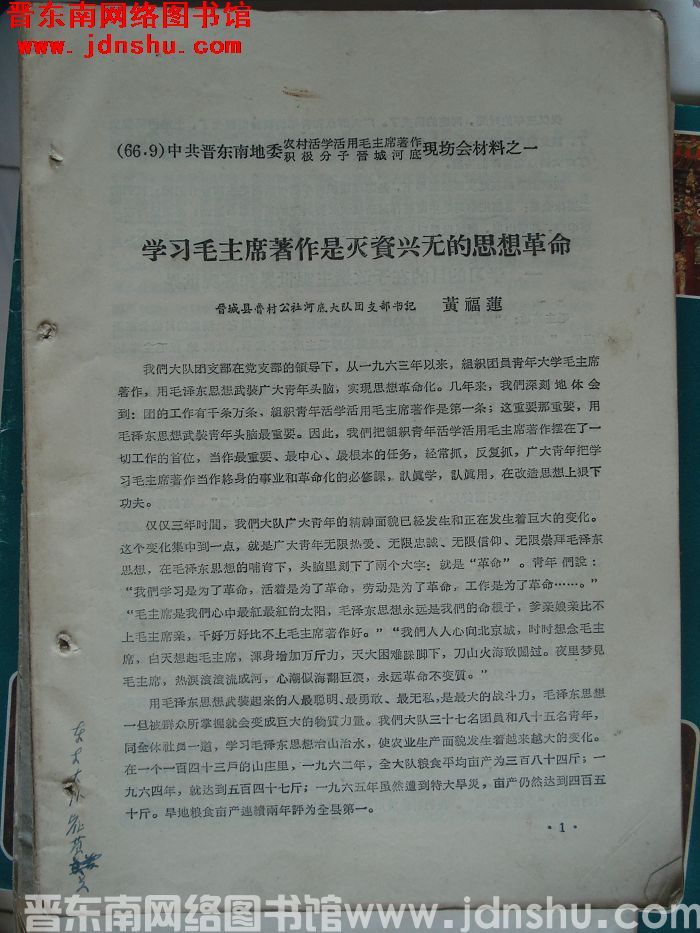 晋东南网络图书馆
www.jdnshu.com
(66.9)中共晋东南地委农村活学活用毛主席著作积极分子晋城河底現場会材料之一
学习毛主席著作是灭資兴无的思想革命
晋城县晋村公社河底大队团支部书記 黃福蓮
我們大队团支部在党支部的领导下，从一九六三年以来，組织团員青年大学毛主席
著作，用毛泽东思想武裝广大青年头脑，实现思想革命化。几年来，我們深刻地体会
到：团的工作有千条万条、組织青年活学活用毛主席著作是第一条；这重要那重要，用
毛泽东思想武裝青年头脑最重要。因此，我們把組织青年活学活用毛主席著作摆在了一
切工作的首位，当作最重要、最中心、最根本的任务，经常抓，反复抓，广大青年把学
习毛主席著作当作終身的事业和革命化的必修課，訊眞学，訊眞用，在改造思想上狠下
功夫。
仅仅三年时間，我們大队广大青年的精神面貌已经发生和正在发生着巨大的变化。
这个变化集中到一点，就是广大青年无限热爱、无限忠誠、无限信仰、无限崇拜毛泽东
思想，在毛泽东思想的哺育下，头脑里刻下了兩个大字：就是“革命”。青年們說：
“我們学习是为了革命，活着是为了革命，劳动是为了革命，工作是为了革命……。”
“毛主席是我們心中最紅最紅的太阳，毛泽东思想永远是我們的命根子，爹亲娘亲比不
上毛主席亲，千好万好比不上毛主席著作好。”“我們人人心向北京城，时时想念毛主
席，白天想起毛主席，渾身增加万斤力，天大困难踩脚下，刀山火海敢闖过。夜里梦見
毛主席，热淚滾滾流成河，心潮似海翻巨浪，永远革命不变質。”
用毛泽东思想武裝起来的人最聪明、最勇敢、最无私，是最大的战斗力，毛泽东思想
一旦被群众所掌握就会变成巨大的物質力量。我們大队三十七名团員和八十五名青年，
同全体社員一道，学习毛泽东思想治山治水，使农业生产面貌发生着越来越大的变化。
在一个一百四十三戶的山庄里，一九六二年，全大队粮食平均亩产为三百八十四斤；一
九六四年，就达到五百四十七斤；一九六五年虽然遭到特大旱災，亩产仍然达到四百五
十斤。旱地粮食亩产連續兩年評为全县第一。
·1·
晋东南网络图书馆 www.jdnshu.com